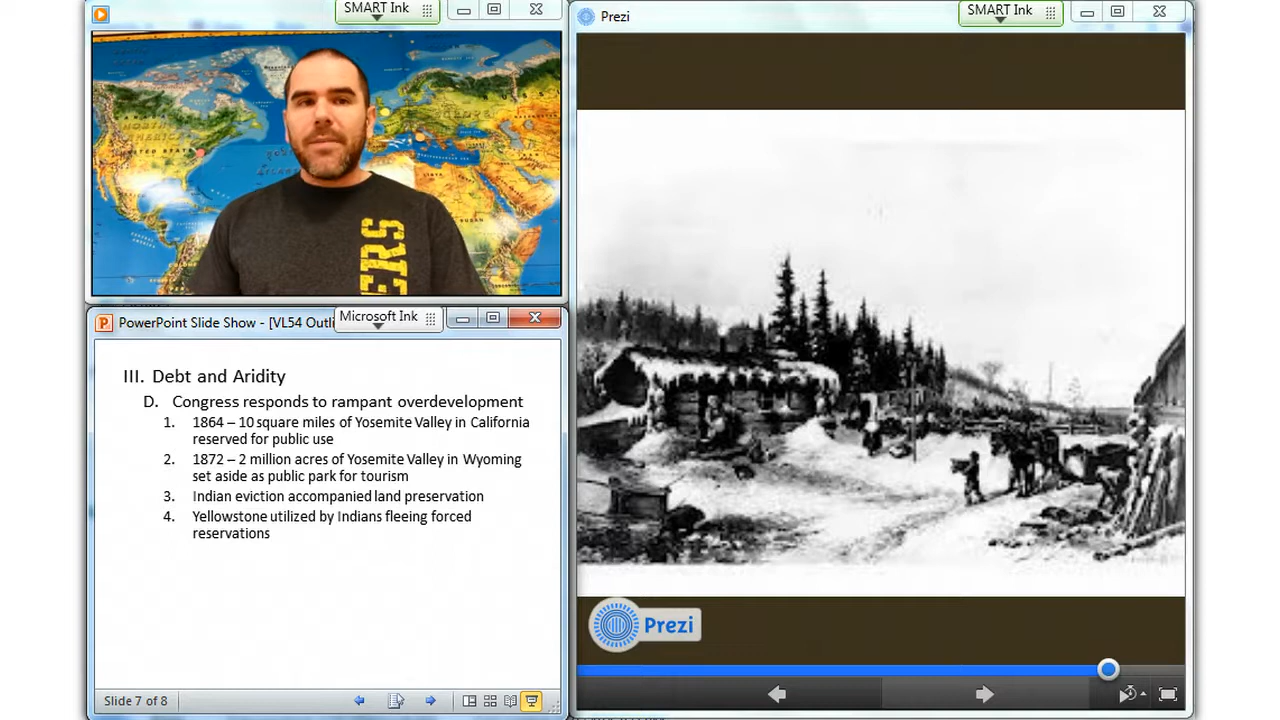 SMART Ink
Prezi
SMART Ink
ERS
PowerPoint Slide Show - [VL54 Outli
Microsoft Ink
III. Debt and Aridity
D. Congress responds to rampant overdevelopment
1. 1864 – 10 square miles of Yosemite Valley in California
reserved for public use
2. 1872 – 2 million acres of Yosemite Valley in Wyoming
set aside as public park for tourism
3. Indian eviction accompanied land preservation
4. Yellowstone utilized by Indians fleeing forced
reservations
Prezi
Slide 7 of 8